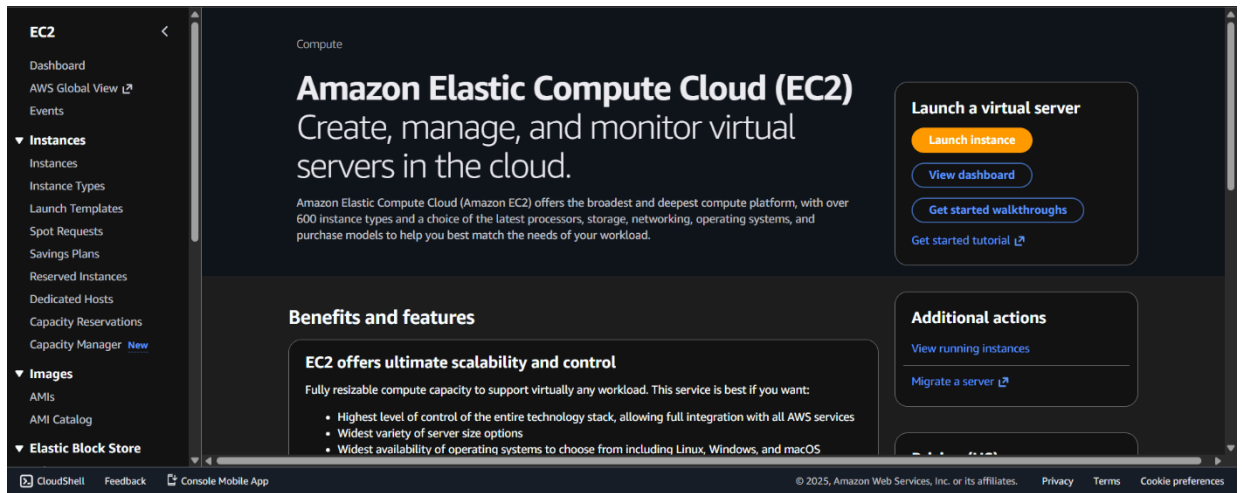 EC2
Dashboard
AWS Global View
Events
Instances
Instances
Instance Types
Launch Templates
Spot Requests
Savings Plans
Reserved Instances
Dedicated Hosts
Capacity Reservations
Capacity Manager New
Images
AMIs
AMI Catalog
Elastic Block Store
Compute
Amazon Elastic Compute Cloud (EC2)
Create, manage, and monitor virtual
servers in the cloud.
Amazon Elastic Compute Cloud (Amazon EC2) offers the broadest and deepest compute platform, with over
600 instance types and a choice of the latest processors, storage, networking, operating systems, and
purchase models to help you best match the needs of your workload.
Launch a virtual server
Launch instance
View dashboard
Get started walkthroughs
Get started tutorial
Benefits and features
EC2 offers ultimate scalability and control
Fully resizable compute capacity to support virtually any workload. This service is best if you want:
• Highest level of control of the entire technology stack, allowing full integration with all AWS services
• Widest variety of server size options
• Widest availability of operating systems to choose from including Linux, Windows, and macOS
Additional actions
View running instances
Migrate a server
CloudShell Feedback Console Mobile App © 2025, Amazon Web Services, Inc. or its affiliates. Privacy Terms Cookie preferences